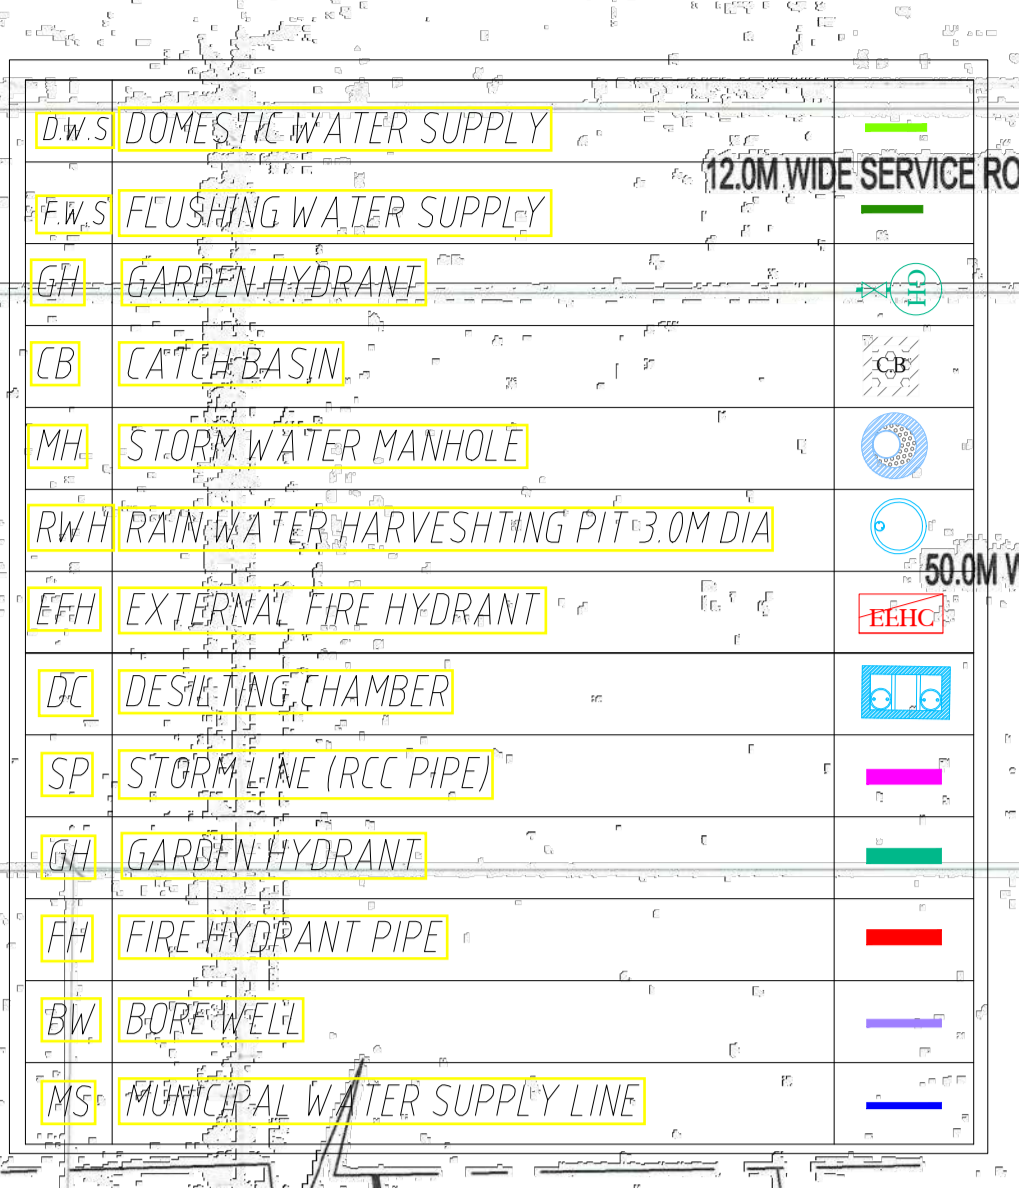 D.W.S DOMESTIC WATER SUPPLY
12.0M WIDE SERVICE RO
F.W.S FLUSHING WATER SUPPLY
GH GARDEN HYDRANT GH
CB CATCH BASIN C.B
MH STORM WATER MANHOLE
RWH RAIN WATER HARVESHTING PIT 3.0M DIA
50.0M W
EFH EXTERNAL FIRE HYDRANT EEHC
DC DESILTING CHAMBER
SP STORM LINE (RCC PIPE)
GH GARDEN HYDRANT
FH FIRE HYDRANT PIPE
BW BORE WELL
MS MUNICIPAL WATER SUPPLY LINE